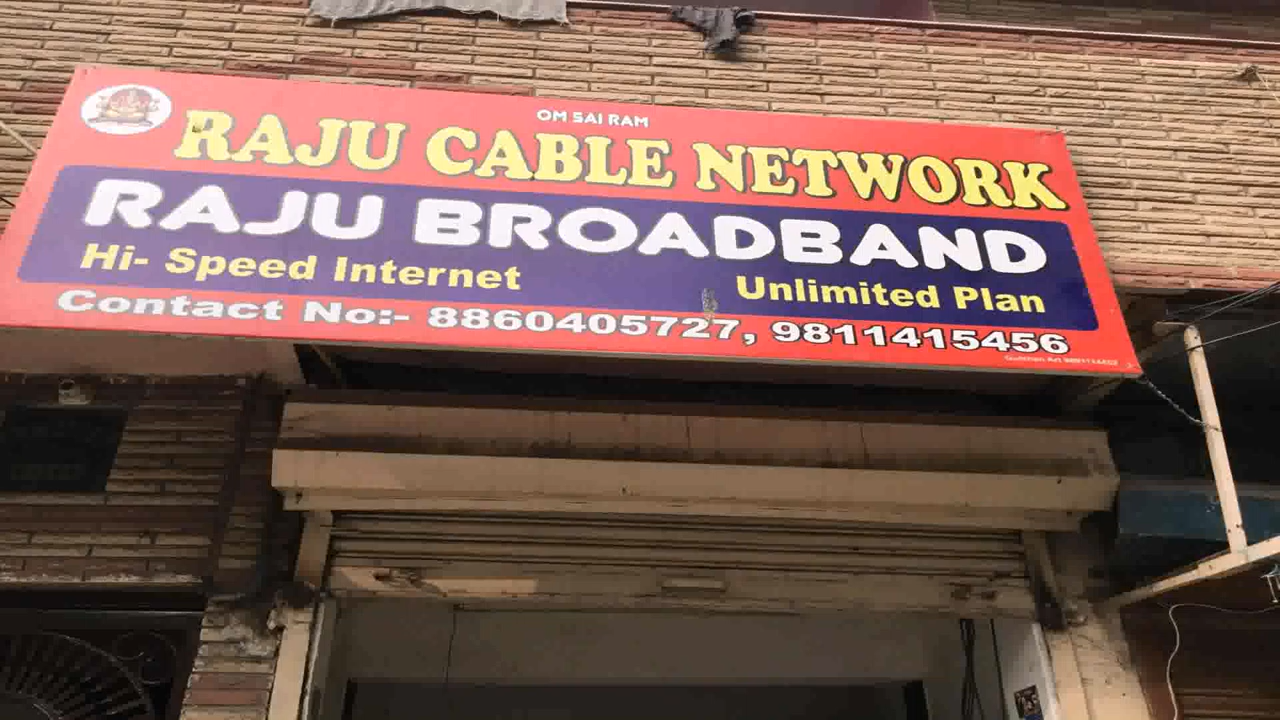 OM SAI RAM
RAJU CABLE NETWORK
RAJU BROADBAND
Hi- Speed Internet Unlimited Plan
Contact No:- 8860405727, 9811415456